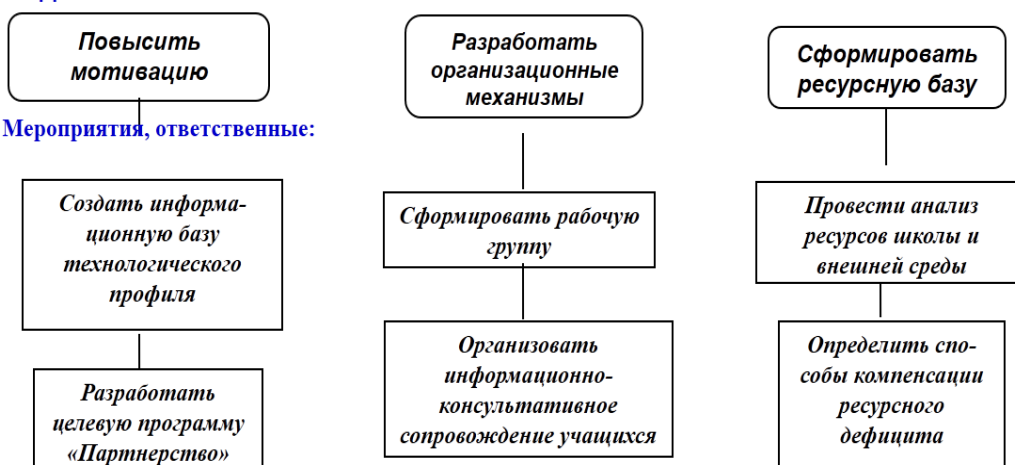 Повысить
мотивацию
Разработать
организационные
механизмы
Сформировать
ресурсную базу
Мероприятия, ответственные:
Создать информа-
ционную базу
технологического
профиля
Сформировать рабочую
группу
Провести анализ
ресурсов школы и
внешней среды
Разработать
целевую программу
«Партнерство»
Организовать
информационно-
консультативное
сопровождение учащихся
Определить спо-
собы компенсации
ресурсного
дефицита